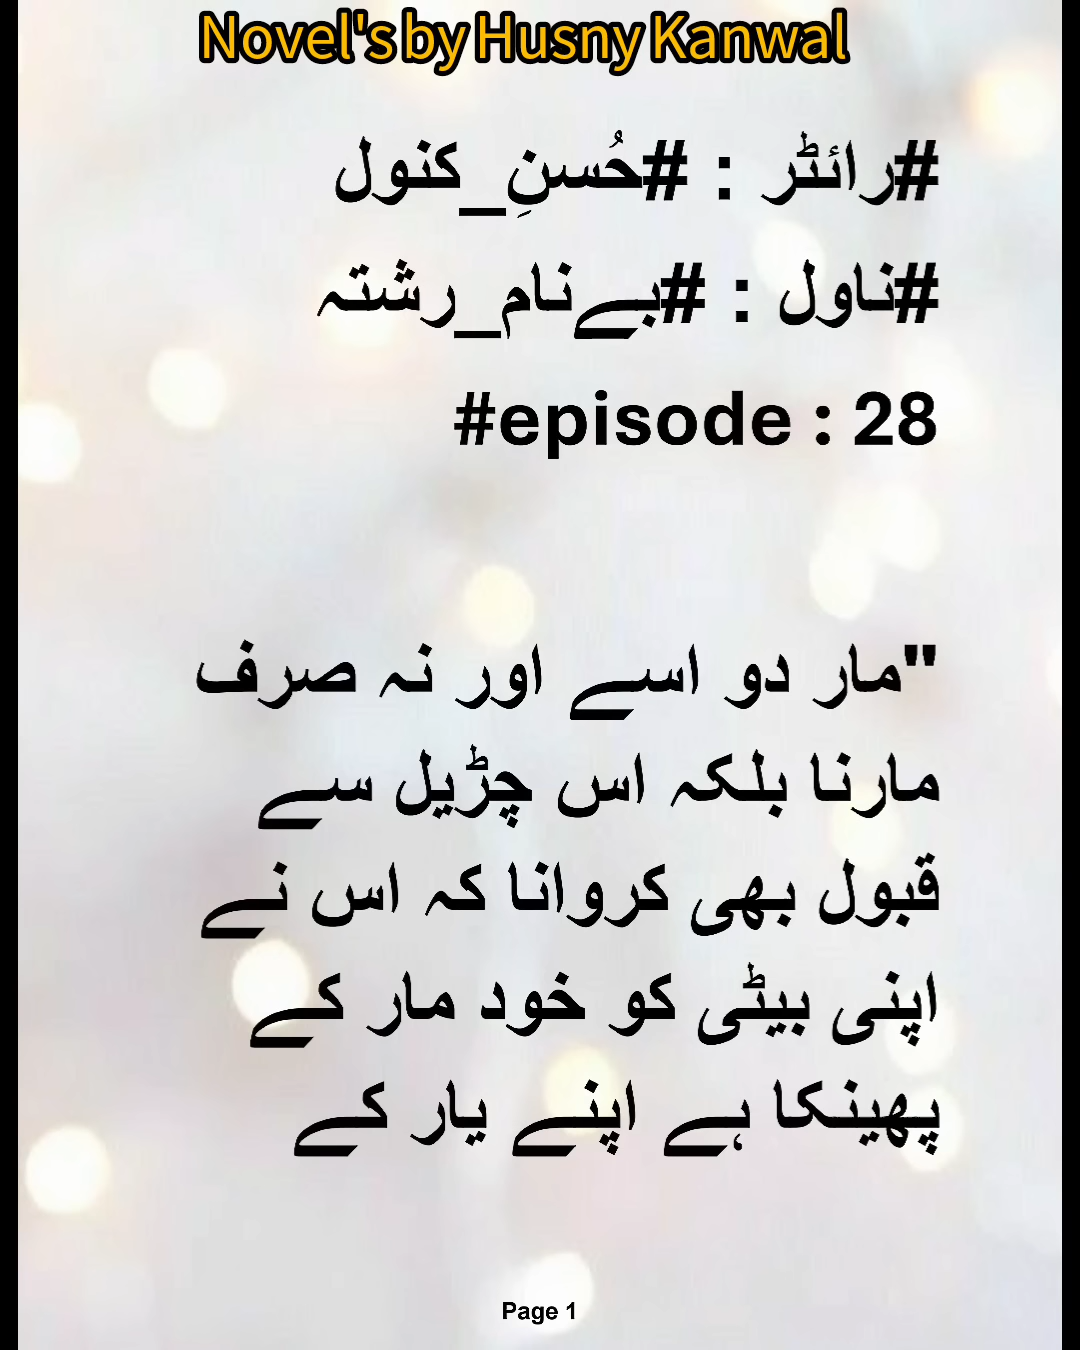 Novel's by Husny Kanwal
#رائٹر : #حُسنِ_کنول
#ناول : #بےنام_رشتہ
#episode : 28
"مار دو اسے اور نہ صرف
مارنا بلکہ اس چڑیل سے
قبول بھی کروانا کہ اس نے
اپنی بیٹی کو خود مار کے
پھینکا ہے اپنے یار کے
Page 1